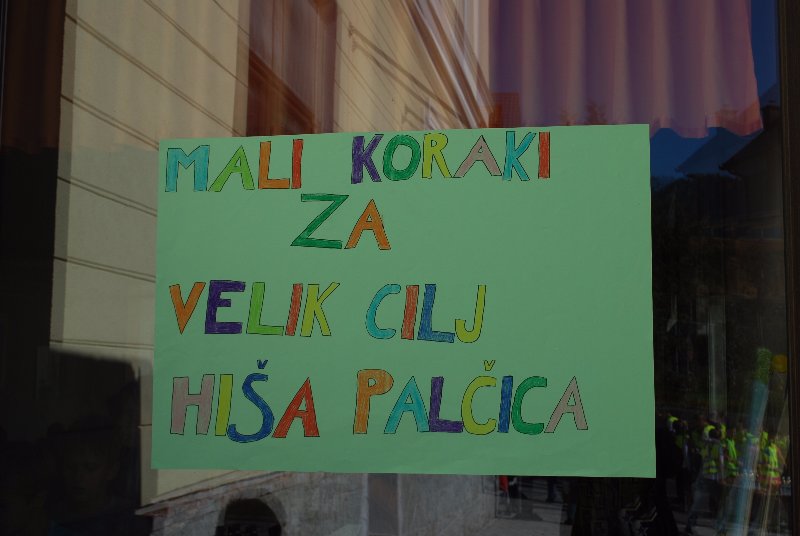 MALI KORAKI
ZA
VELIK CILJ
HIŠA PALČICA